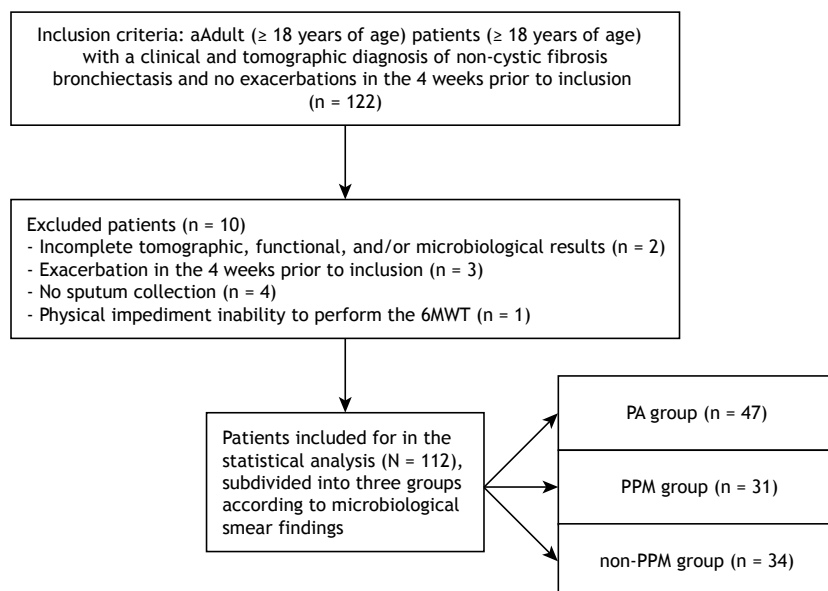 Inclusion criteria: aAdult (≥ 18 years of age) patients (≥ 18 years of age)
with a clinical and tomographic diagnosis of non-cystic fibrosis
bronchiectasis and no exacerbations in the 4 weeks prior to inclusion
(n = 122)
Excluded patients (n = 10)
- Incomplete tomographic, functional, and/or microbiological results (n = 2)
- Exacerbation in the 4 weeks prior to inclusion (n = 3)
- No sputum collection (n = 4)
- Physical impediment inability to perform the 6MWT (n = 1)
Patients included for in the
statistical analysis (N = 112),
subdivided into three groups
according to microbiological
smear findings
PA group (n = 47)
PPM group (n = 31)
non-PPM group (n = 34)